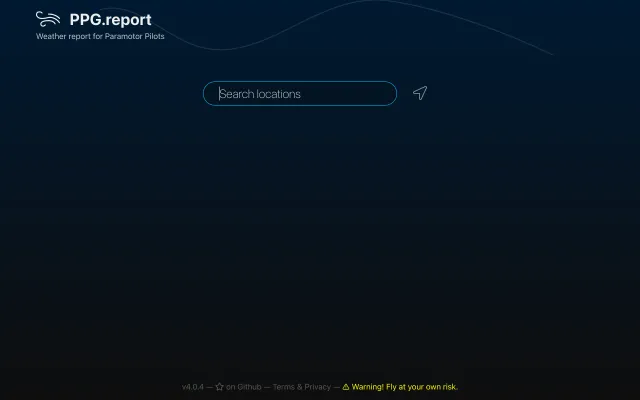 PPG.report
Weather report for Paramotor Pilots
Search locations
v4.0.4 — on Github — Terms & Privacy — Warning! Fly at your own risk.